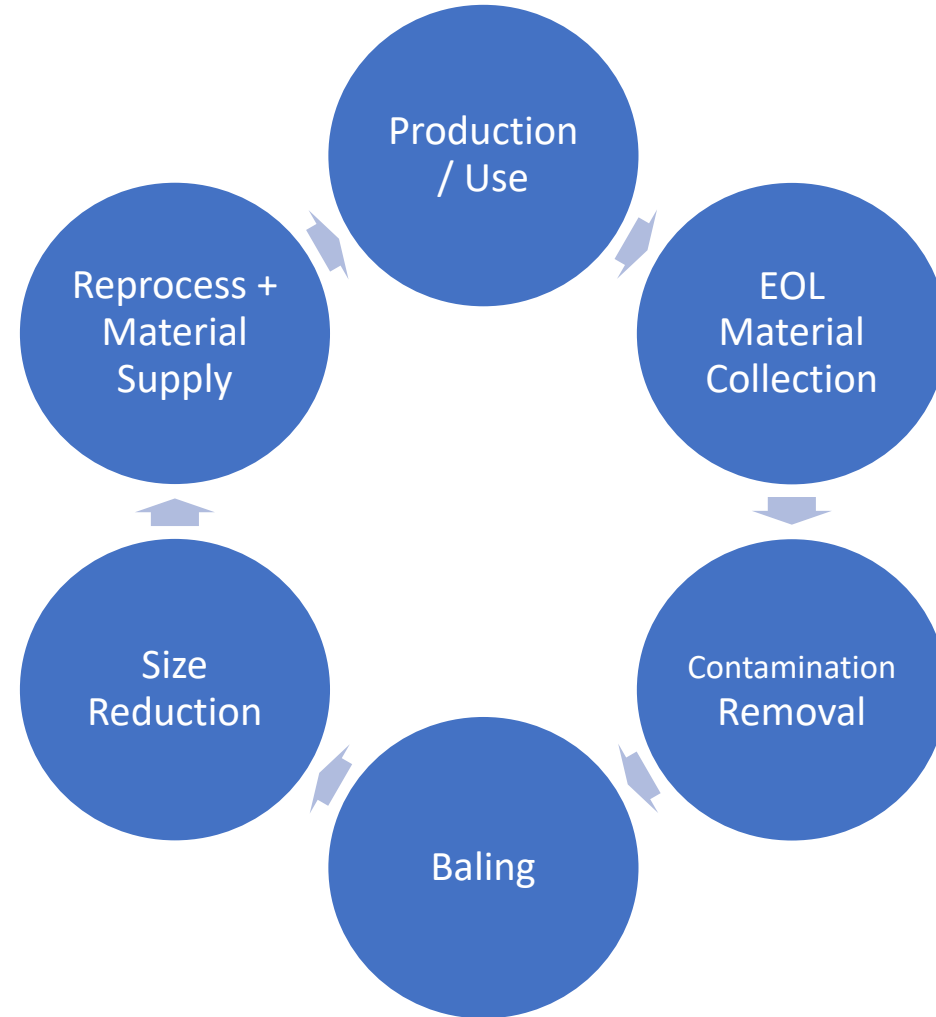 Production
/ Use
EOL
Material
Collection
Contamination
Removal
Baling
Size
Reduction
Reprocess +
Material
Supply